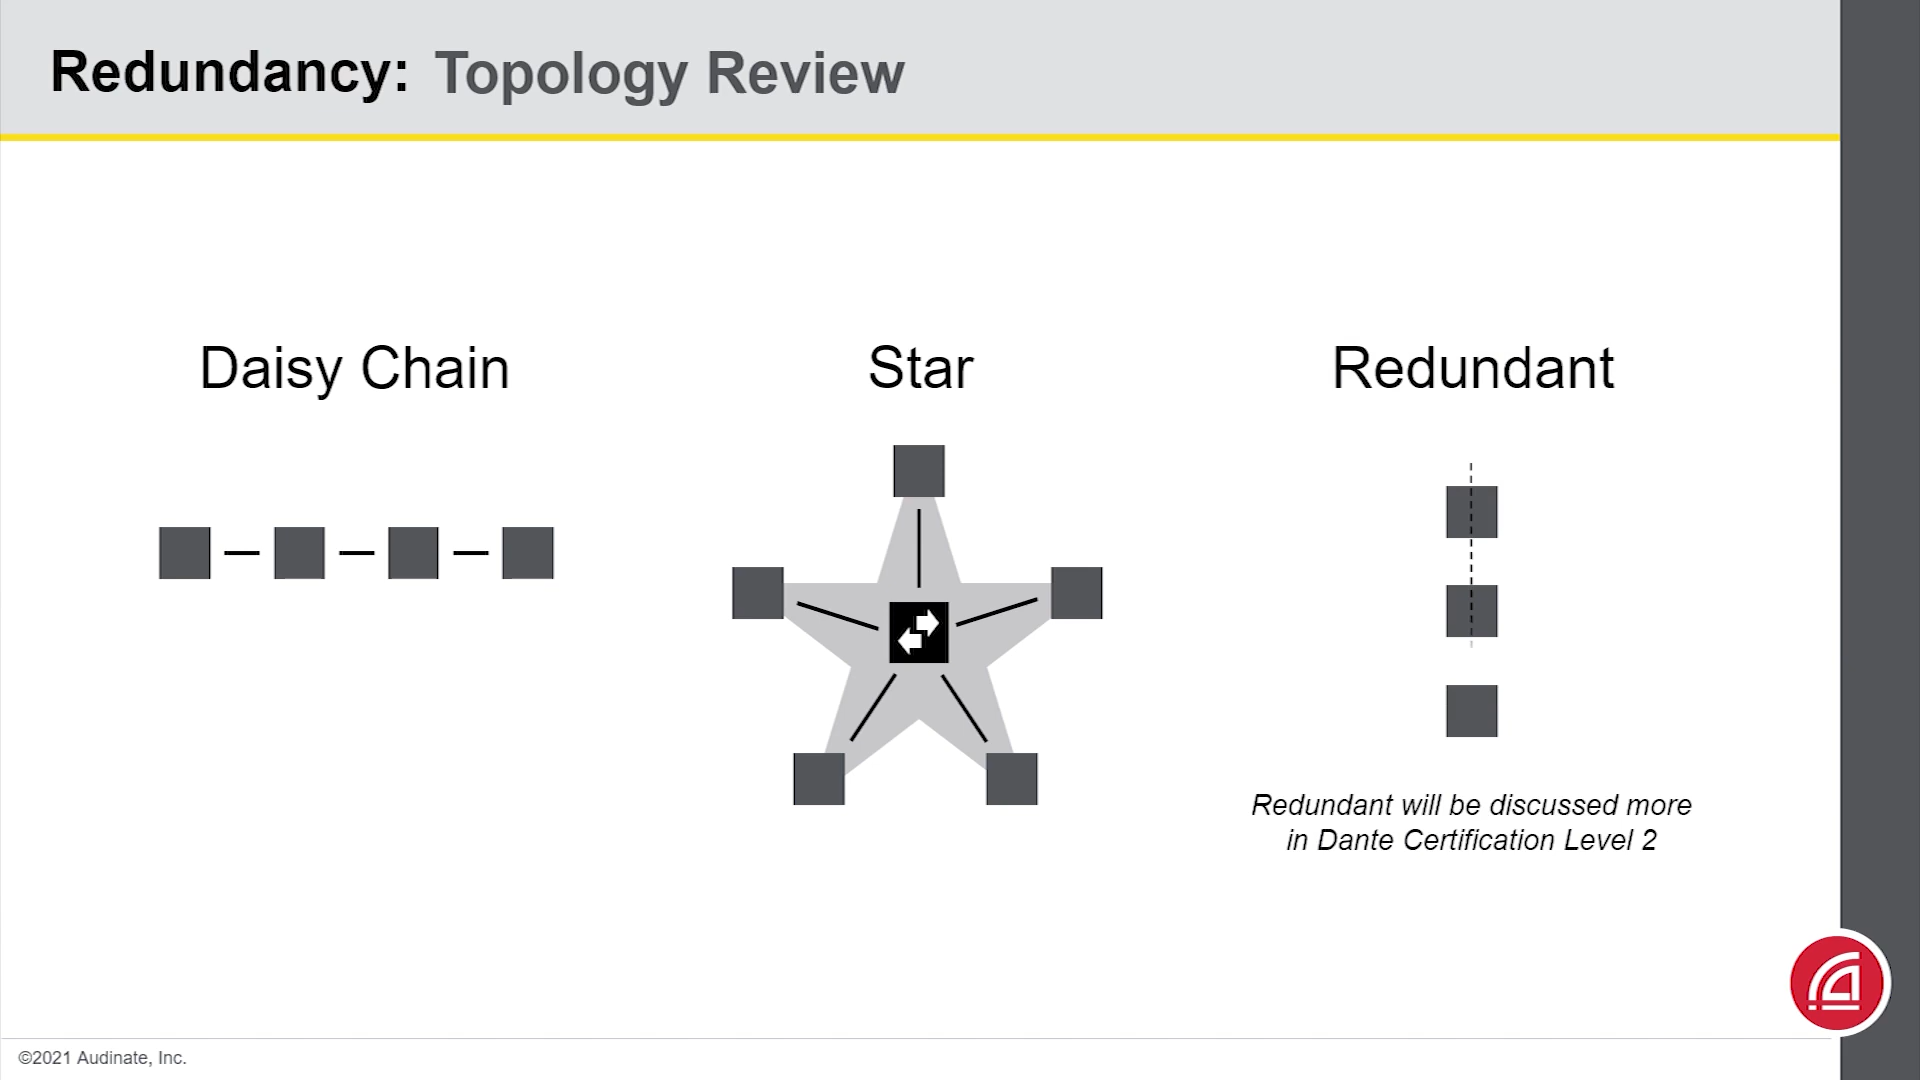 Redundancy: Topology Review
Daisy Chain
Star
Redundant
Redundant will be discussed more
in Dante Certification Level 2
©2021 Audinate, Inc.